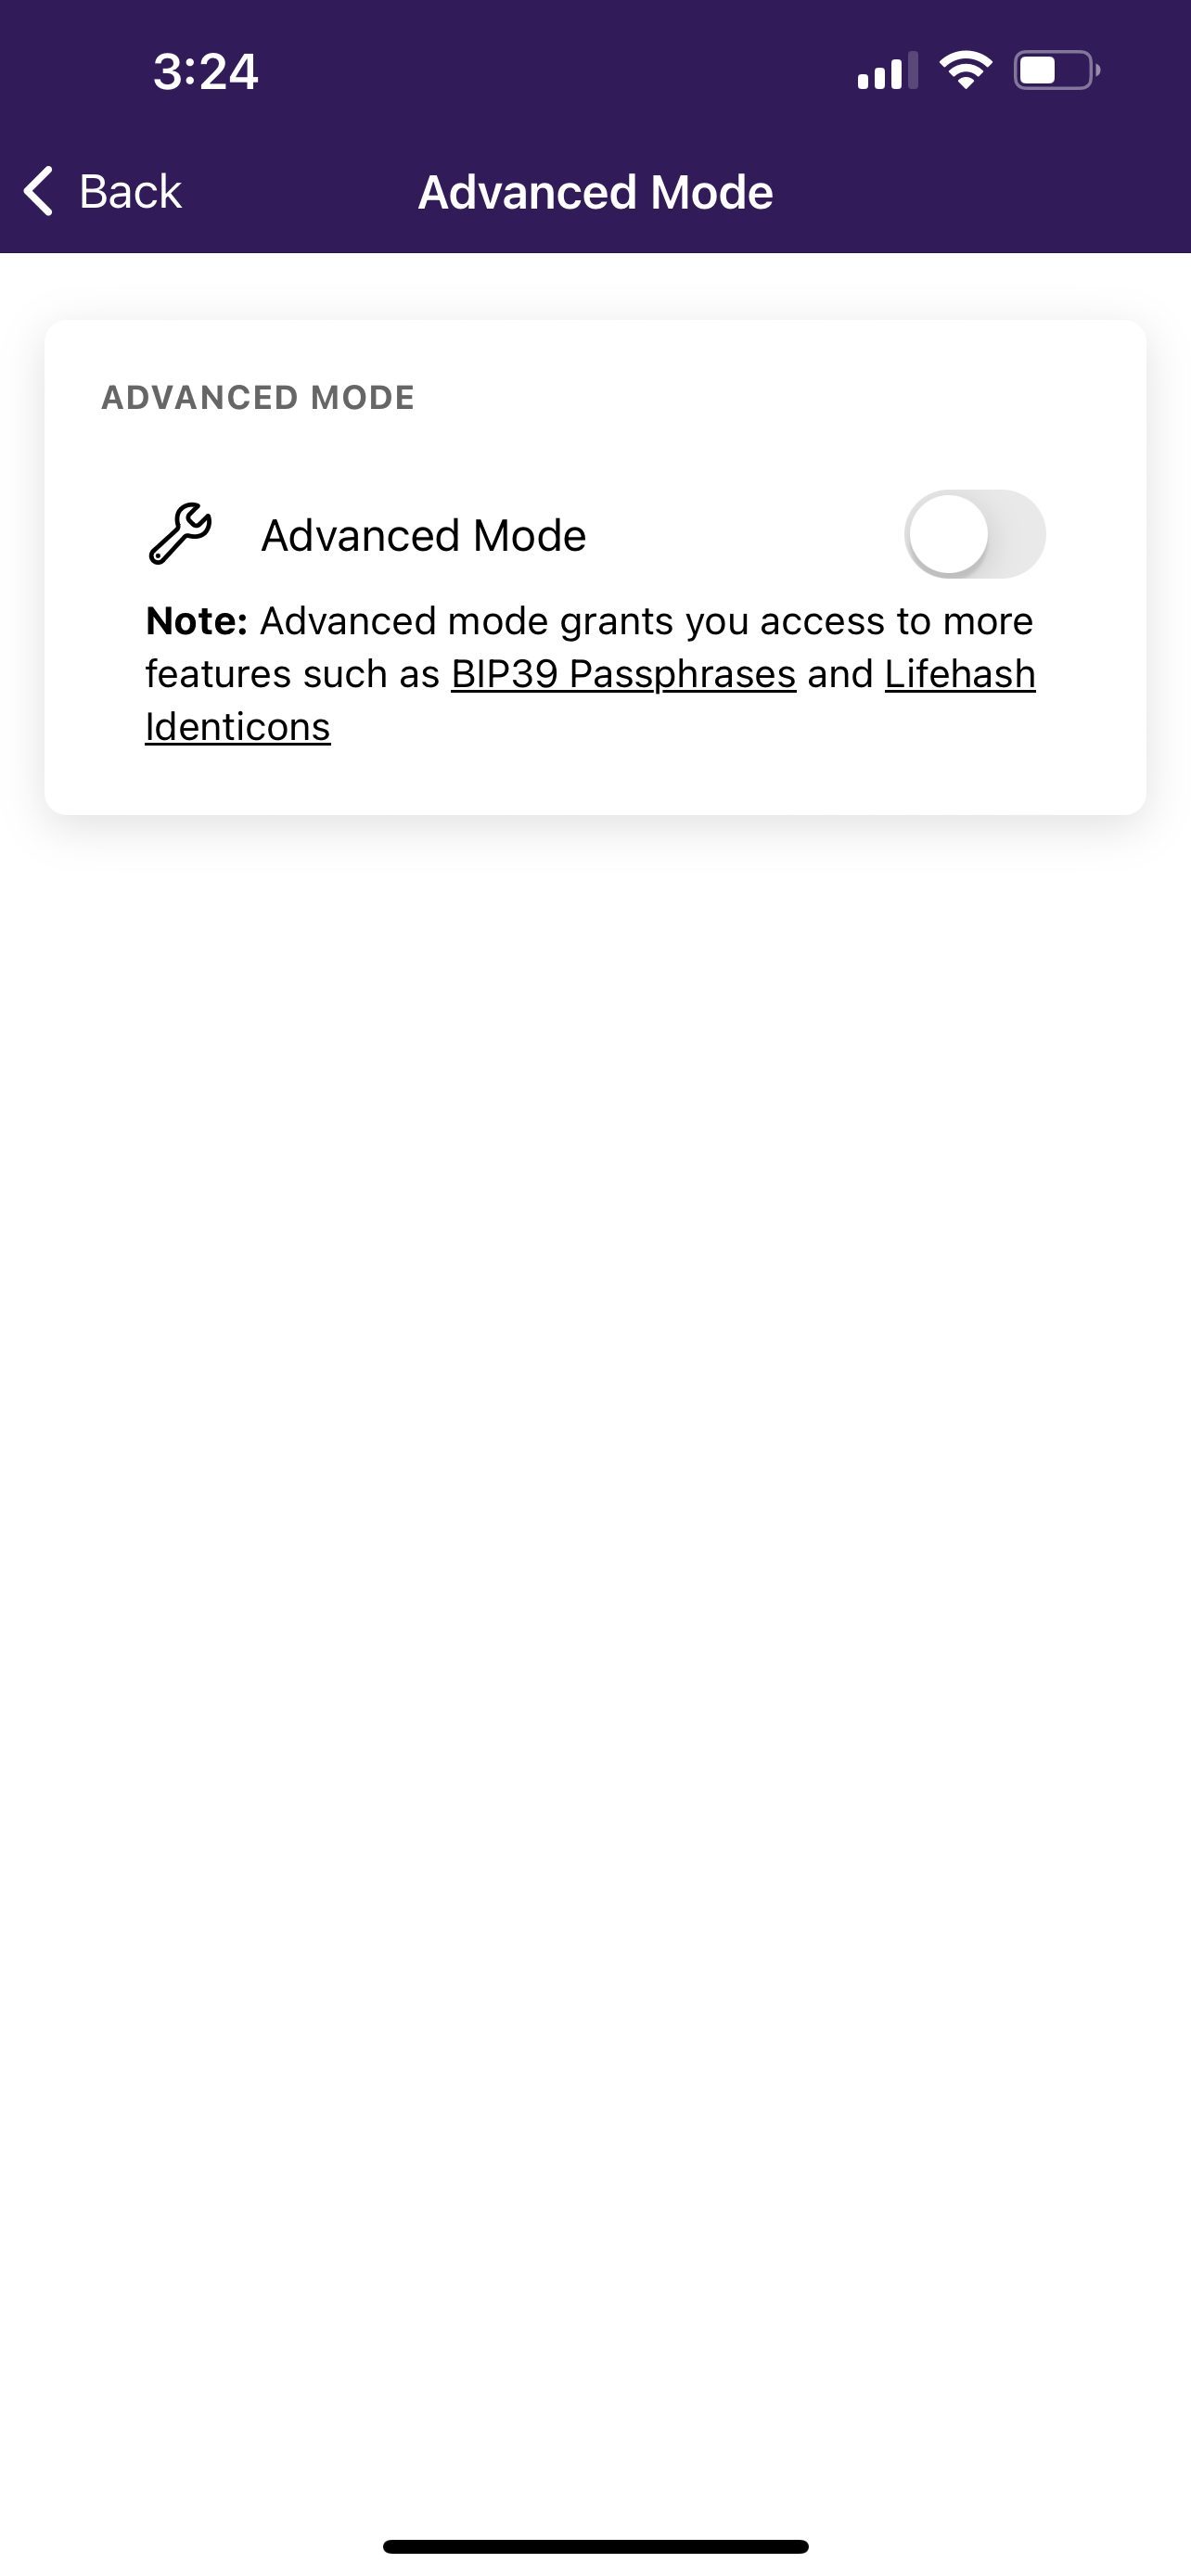 3:24
Back
Advanced Mode
ADVANCED MODE
Advanced Mode
Note: Advanced mode grants you access to more
features such as BIP39 Passphrases and Lifehash
Identicons